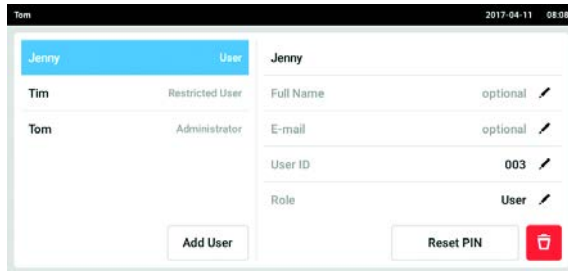 Tom 2017-04-11 08:08
Jenny User
Tim Restricted User
Tom Administrator
Add User
Jenny
Full Name optional
E-mail optional
User ID 003
Role User
Reset PIN